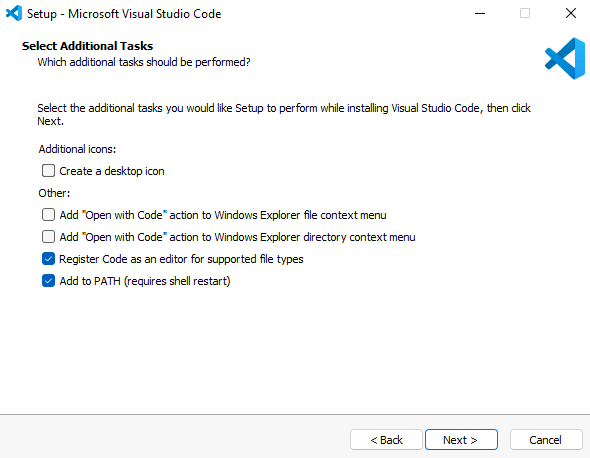 Setup - Microsoft Visual Studio Code
Select Additional Tasks
Which additional tasks should be performed?
Select the additional tasks you would like Setup to perform while installing Visual Studio Code, then click
Next.
Additional icons:
Create a desktop icon
Other:
Add "Open with Code" action to Windows Explorer file context menu
Add "Open with Code" action to Windows Explorer directory context menu
Register Code as an editor for supported file types
Add to PATH (requires shell restart)
< Back Next > Cancel